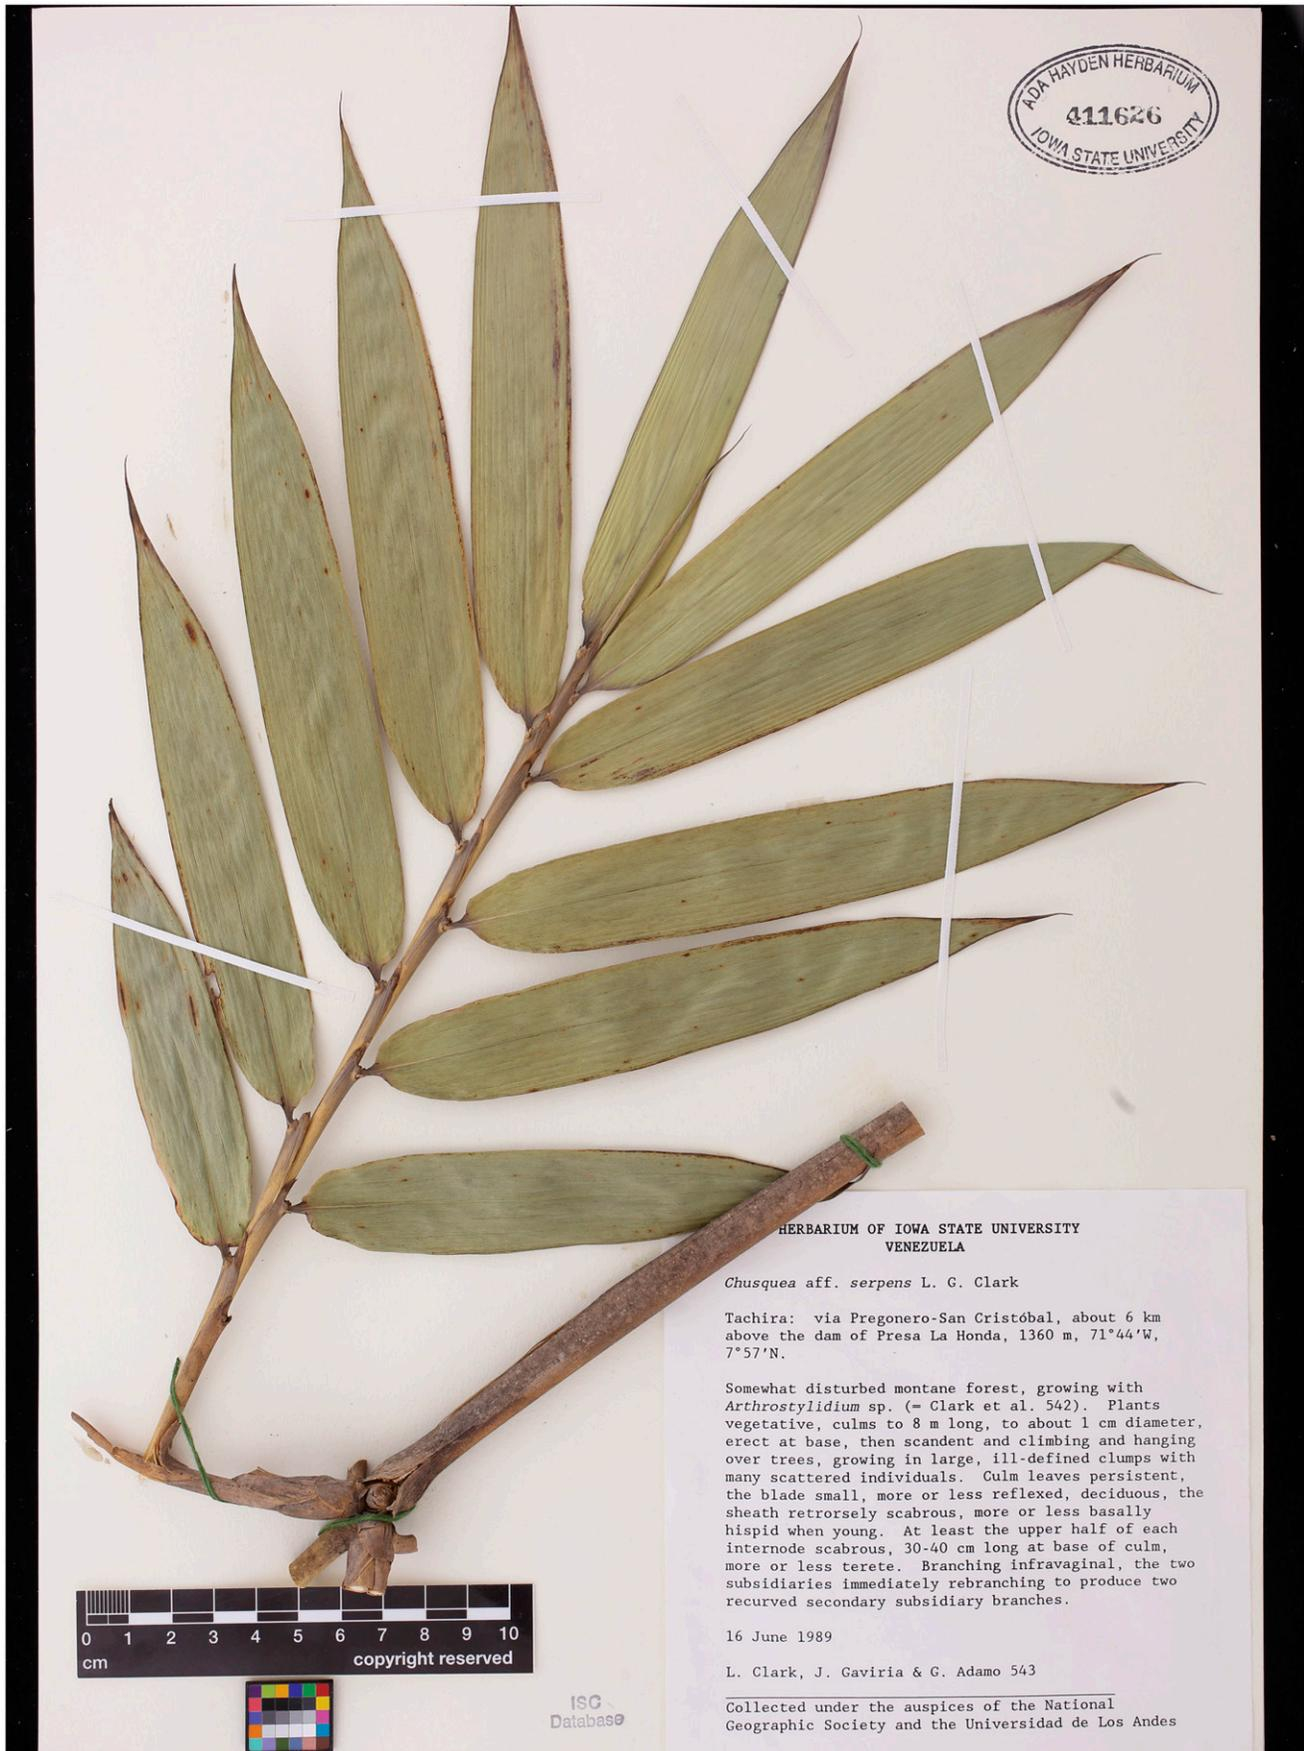 ADA HAYDEN HERBARIUM
411626
IOWA STATE UNIVERSITY
HERBARIUM OF IOWA STATE UNIVERSITY
VENEZUELA
Chusquea aff. serpens L. G. Clark
Tachira: via Pregonero-San Cristóbal, about 6 km
above the dam of Presa La Honda, 1360 m, 71°44′W,
7°57′N.
Somewhat disturbed montane forest, growing with
Arthrostylidium sp. (= Clark et al. 542). Plants
vegetative, culms to 8 m long, to about 1 cm diameter,
erect at base, then scandent and climbing and hanging
over trees, growing in large, ill-defined clumps with
many scattered individuals. Culm leaves persistent,
the blade small, more or less reflexed, deciduous, the
sheath retrorsely scabrous, more or less basally
hispid when young. At least the upper half of each
internode scabrous, 30-40 cm long at base of culm,
more or less terete. Branching infravaginal, the two
subsidiaries immediately rebranching to produce two
recurved secondary subsidiary branches.
16 June 1989
L. Clark, J. Gaviria & G. Adamo 543
Collected under the auspices of the National
Geographic Society and the Universidad de Los Andes
0 1 2 3 4 5 6 7 8 9 10
cm copyright reserved
ISC
Database